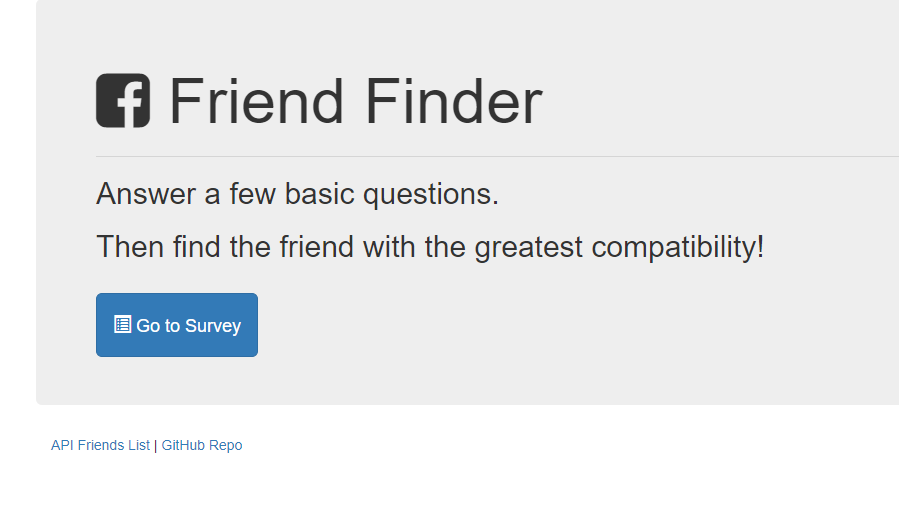 Friend Finder
Answer a few basic questions.
Then find the friend with the greatest compatibility!
Go to Survey
API Friends List | GitHub Repo